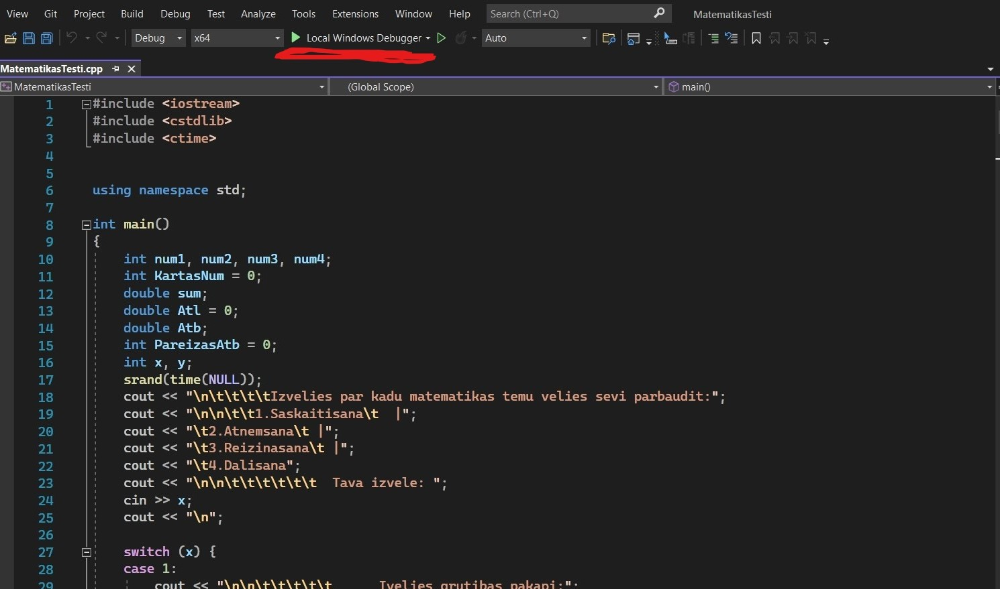 View Git Project Build Debug Test Analyze Tools Extensions Window Help Search (Ctrl+Q) MatematikasTesti
Debug x64 Local Windows Debugger Auto
MatematikasTesti.cpp
MatematikasTesti (Global Scope) main()
1 #include <iostream>
2 #include <cstdlib>
3 #include <ctime>
4
5
6 using namespace std;
7
8 int main()
9 {
10 int num1, num2, num3, num4;
11 int KartasNum = 0;
12 double sum;
13 double Atl = 0;
14 double Atb;
15 int PareizasAtb = 0;
16 int x, y;
17 srand(time(NULL));
18 cout << "\n\t\t\t\tIzvelies par kadu matematikas temu velies sevi parbaudit:";
19 cout << "\n\n\t\t1.Saskaitisana\t  |";
20 cout << "\t2.Atnemsana\t |";
21 cout << "\t3.Reizinasana\t |";
22 cout << "\t4.Dalisana";
23 cout << "\n\n\t\t\t\t\t\t  Tava izvele: ";
24 cin >> x;
25 cout << "\n";
26
27 switch (x) {
28 case 1:
29 cout << "\n\n\t\t\t\t\t      Ivelies grutibas pakapi:";